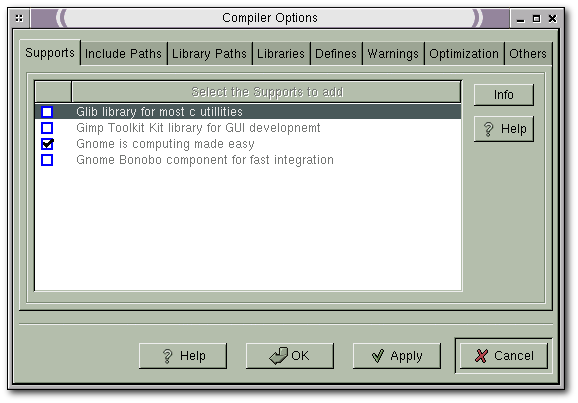 Compiler Options
Supports Include Paths Library Paths Libraries Defines Warnings Optimization Others
Select the Supports to add
Glib library for most c utillities
Gimp Toolkit Kit library for GUI developnemt
Gnome is computing made easy
Gnome Bonobo component for fast integration
Info
Help
Help OK Apply Cancel